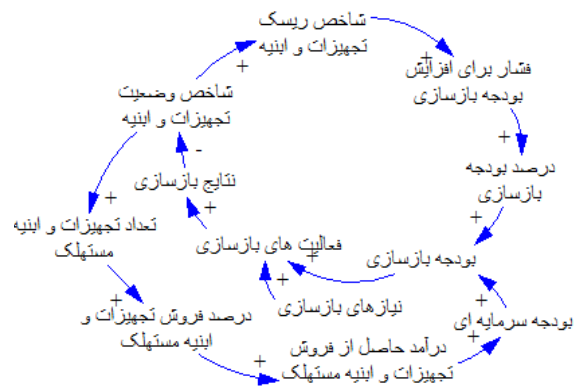 شاخص ریسک
تجهیزات و ابنیه
+
فشار برای افزایش
بودجه بازسازی
+
شاخص وضعیت
تجهیزات و ابنیه
+
درصد بودجه
بازسازی
-
نتایج بازسازی
+
+
+
تعداد تجهیزات و ابنیه
مستهلک
فعالیت های بازسازی
+
بودجه بازسازی
+
نیازهای بازسازی
+
بودجه سرمایه ای
+
درصد فروش تجهیزات و
ابنیه مستهلک
درآمد حاصل از فروش
تجهیزات و ابنیه مستهلک
+
+